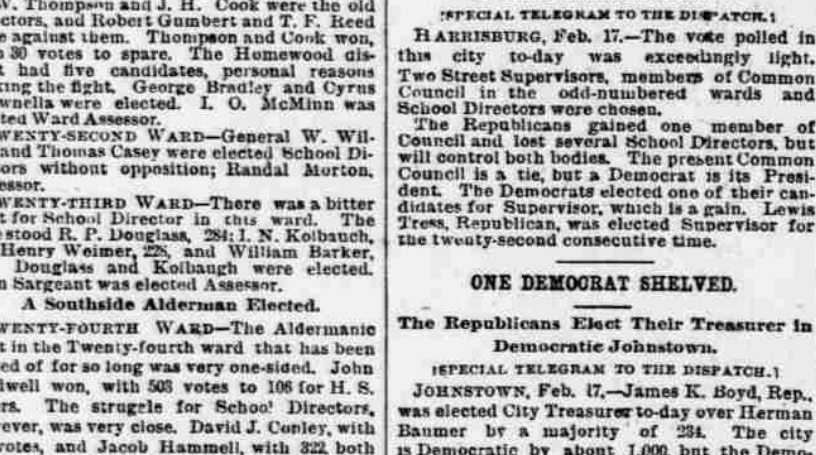 W. Thompson and J. H. Cook were the old
ctors, and Robert Gumbert and T. F. Reed
e against them. Thompson and Cook won,
30 votes to spare. The Homewood dis-
t had five candidates, personal reasons
ing the fight. George Bradley and Cyrus
wnella were elected. I. O. McMinn was
ted Ward Assessor.
WENTY-SECOND WARD—General W. Wil-
and Thomas Casey were elected School Di-
ors without opposition; Randal Morton,
essor.
WENTY-THIRD WARD—There was a bitter
t for School Director in this ward. The
stood R. P. Douglass, 284; I. N. Kolbauch,
Henry Weimer, 228, and William Barker,
Douglass and Kolbaugh were elected.
n Sargeant was elected Assessor.
A Southside Alderman Elected.
WENTY-FOURTH WARD—The Aldermanic
t in the Twenty-fourth ward that has been
ed of for so long was very one-sided. John
lwell won, with 503 votes to 106 for H. S.
rs. The struggle for School Directors,
ever, was very close. David J. Conley, with
votes, and Jacob Hammell, with 322 both
[SPECIAL TELEGRAM TO THE DISPATCH.]
HARRISBURG, Feb. 17.—The vote polled in
this city to-day was exceedingly light.
Two Street Supervisors, members of Common
Council in the odd-numbered wards and
School Directors were chosen.
The Republicans gained one member of
Council and lost several School Directors, but
will control both bodies. The present Common
Council is a tie, but a Democrat is its Presi-
dent. The Democrats elected one of their can-
didates for Supervisor, which is a gain. Lewis
Tress, Republican, was elected Supervisor for
the twenty-second consecutive time.
ONE DEMOCRAT SHELVED.
The Republicans Elect Their Treasurer in
Democratic Johnstown.
[SPECIAL TELEGRAM TO THE DISPATCH.]
JOHNSTOWN, Feb. 17.—James K. Boyd, Rep.,
was elected City Treasurer to-day over Herman
Baumer by a majority of 234. The city
is Democratic by about 1,000, but the Demo-